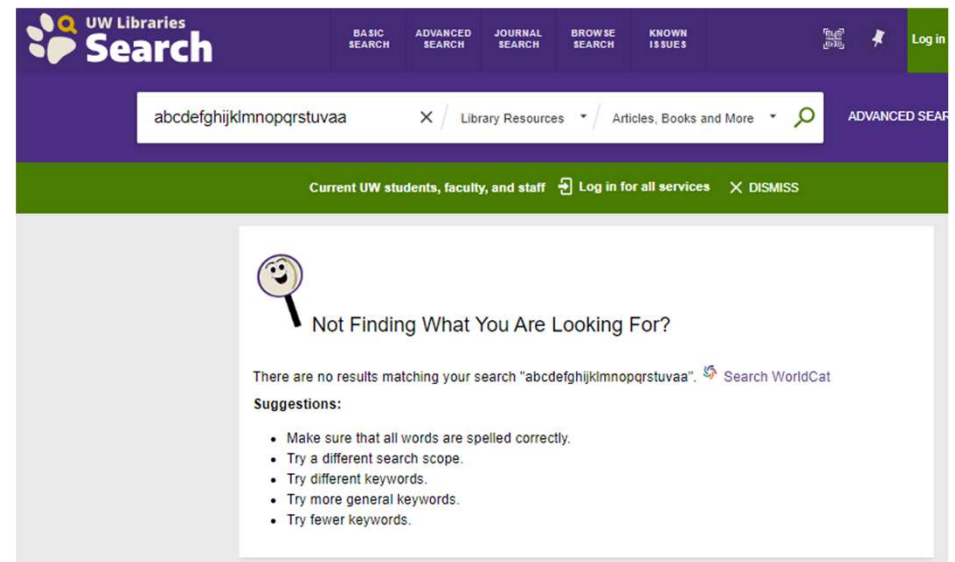 UW Libraries
Search
BASIC SEARCH
ADVANCED SEARCH
JOURNAL SEARCH
BROWSE SEARCH
KNOWN ISSUES
Log in
abcdefghijklmnopqrstuvaa
Library Resources
Articles, Books and More
ADVANCED SEAR
Current UW students, faculty, and staff Log in for all services DISMISS
Not Finding What You Are Looking For?
There are no results matching your search "abcdefghijklmnopqrstuvaa". Search WorldCat
Suggestions:
• Make sure that all words are spelled correctly.
• Try a different search scope.
• Try different keywords.
• Try more general keywords.
• Try fewer keywords.